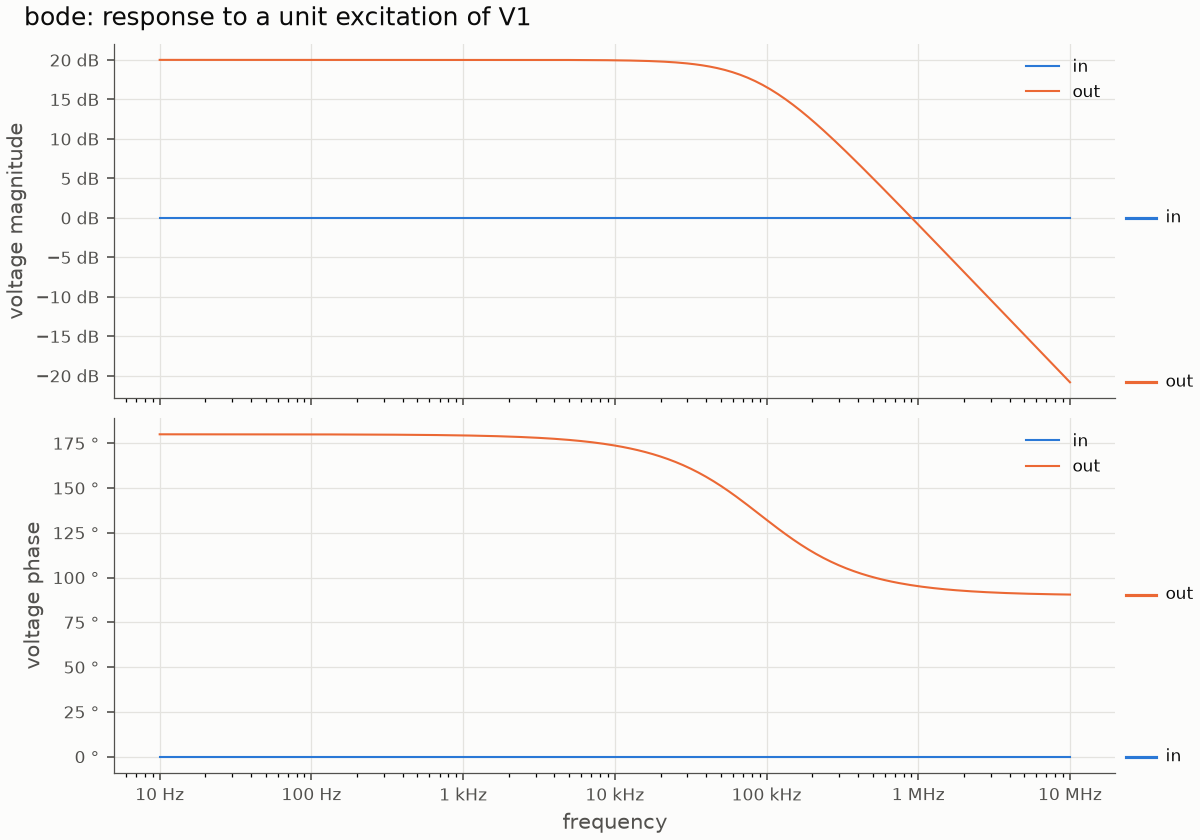 bode: response to a unit excitation of V1
voltage magnitude
20 dB
15 dB
10 dB
5 dB
0 dB
−5 dB
−10 dB
−15 dB
−20 dB
in
out
in
out
voltage phase
175 °
150 °
125 °
100 °
75 °
50 °
25 °
0 °
in
out
out
in
10 Hz 100 Hz 1 kHz 10 kHz 100 kHz 1 MHz 10 MHz
frequency